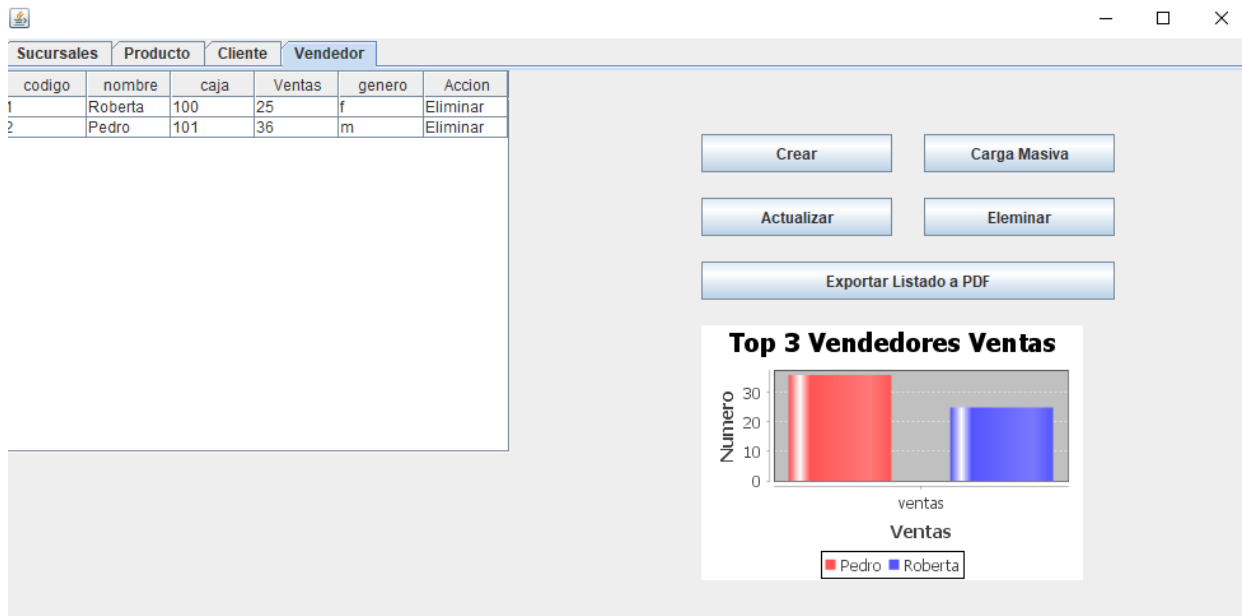 Sucursales Producto Cliente Vendedor
codigo nombre caja Ventas genero Accion
1 Roberta 100 25 f Eliminar
2 Pedro 101 36 m Eliminar
Crear Carga Masiva
Actualizar Eleminar
Exportar Listado a PDF
Top 3 Vendedores Ventas
Numero
30
20
10
0
ventas
Ventas
Pedro Roberta